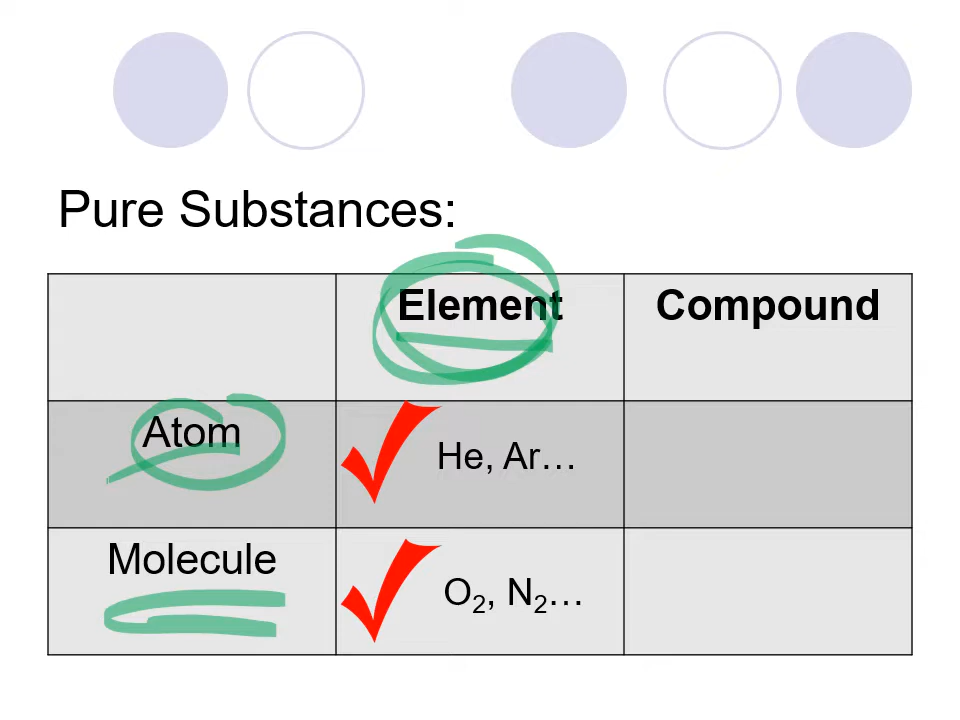 Pure Substances:
Element Compound
Atom He, Ar…
Molecule O₂, N₂…